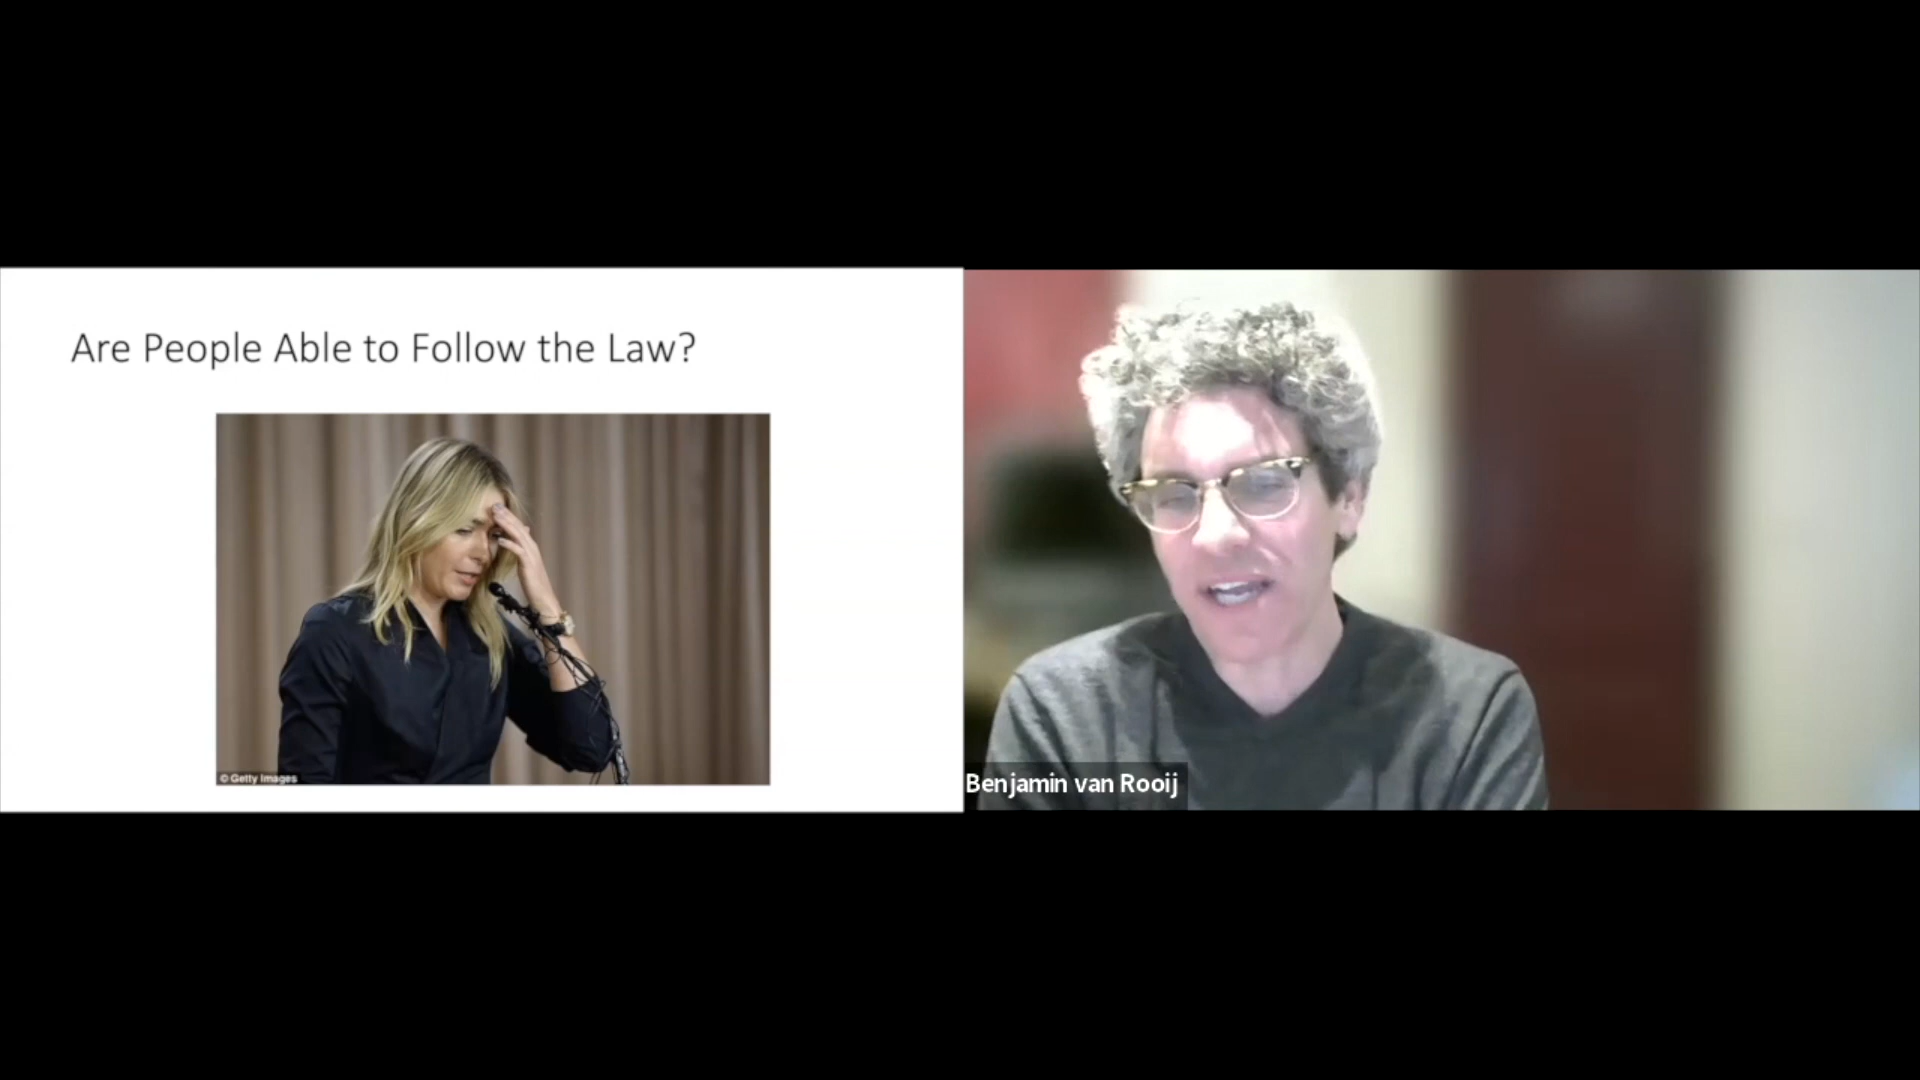 Are People Able to Follow the Law?
© Getty Images
Benjamin van Rooij